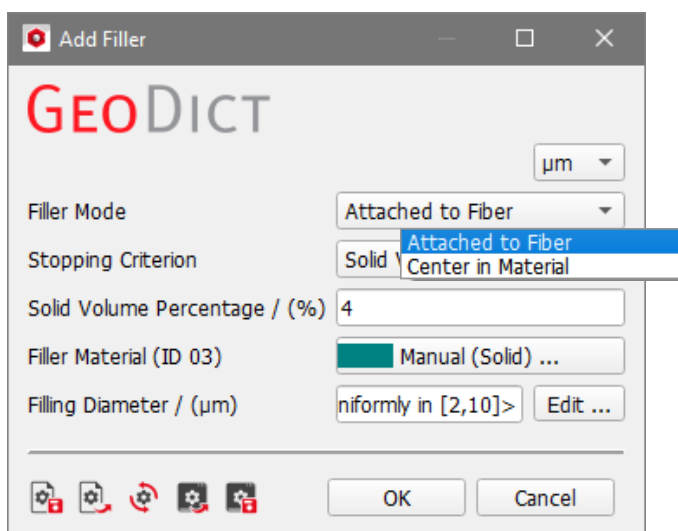 Add Filler
GEODICT
µm
Filler Mode
Attached to Fiber
Attached to Fiber
Center in Material
Stopping Criterion
Solid
Solid Volume Percentage / (%)
4
Filler Material (ID 03)
Manual (Solid) ...
Filling Diameter / (µm)
niformly in [2,10]>
Edit ...
OK
Cancel